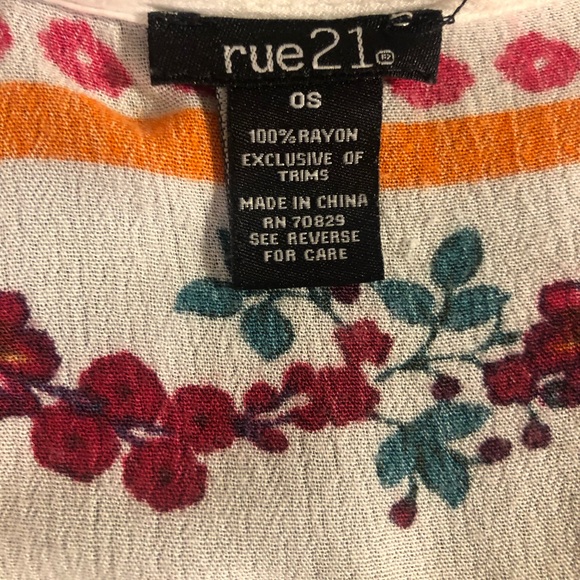 rue21®
OS
100% RAYON
EXCLUSIVE OF
TRIMS
MADE IN CHINA
RN 70829
SEE REVERSE
FOR CARE